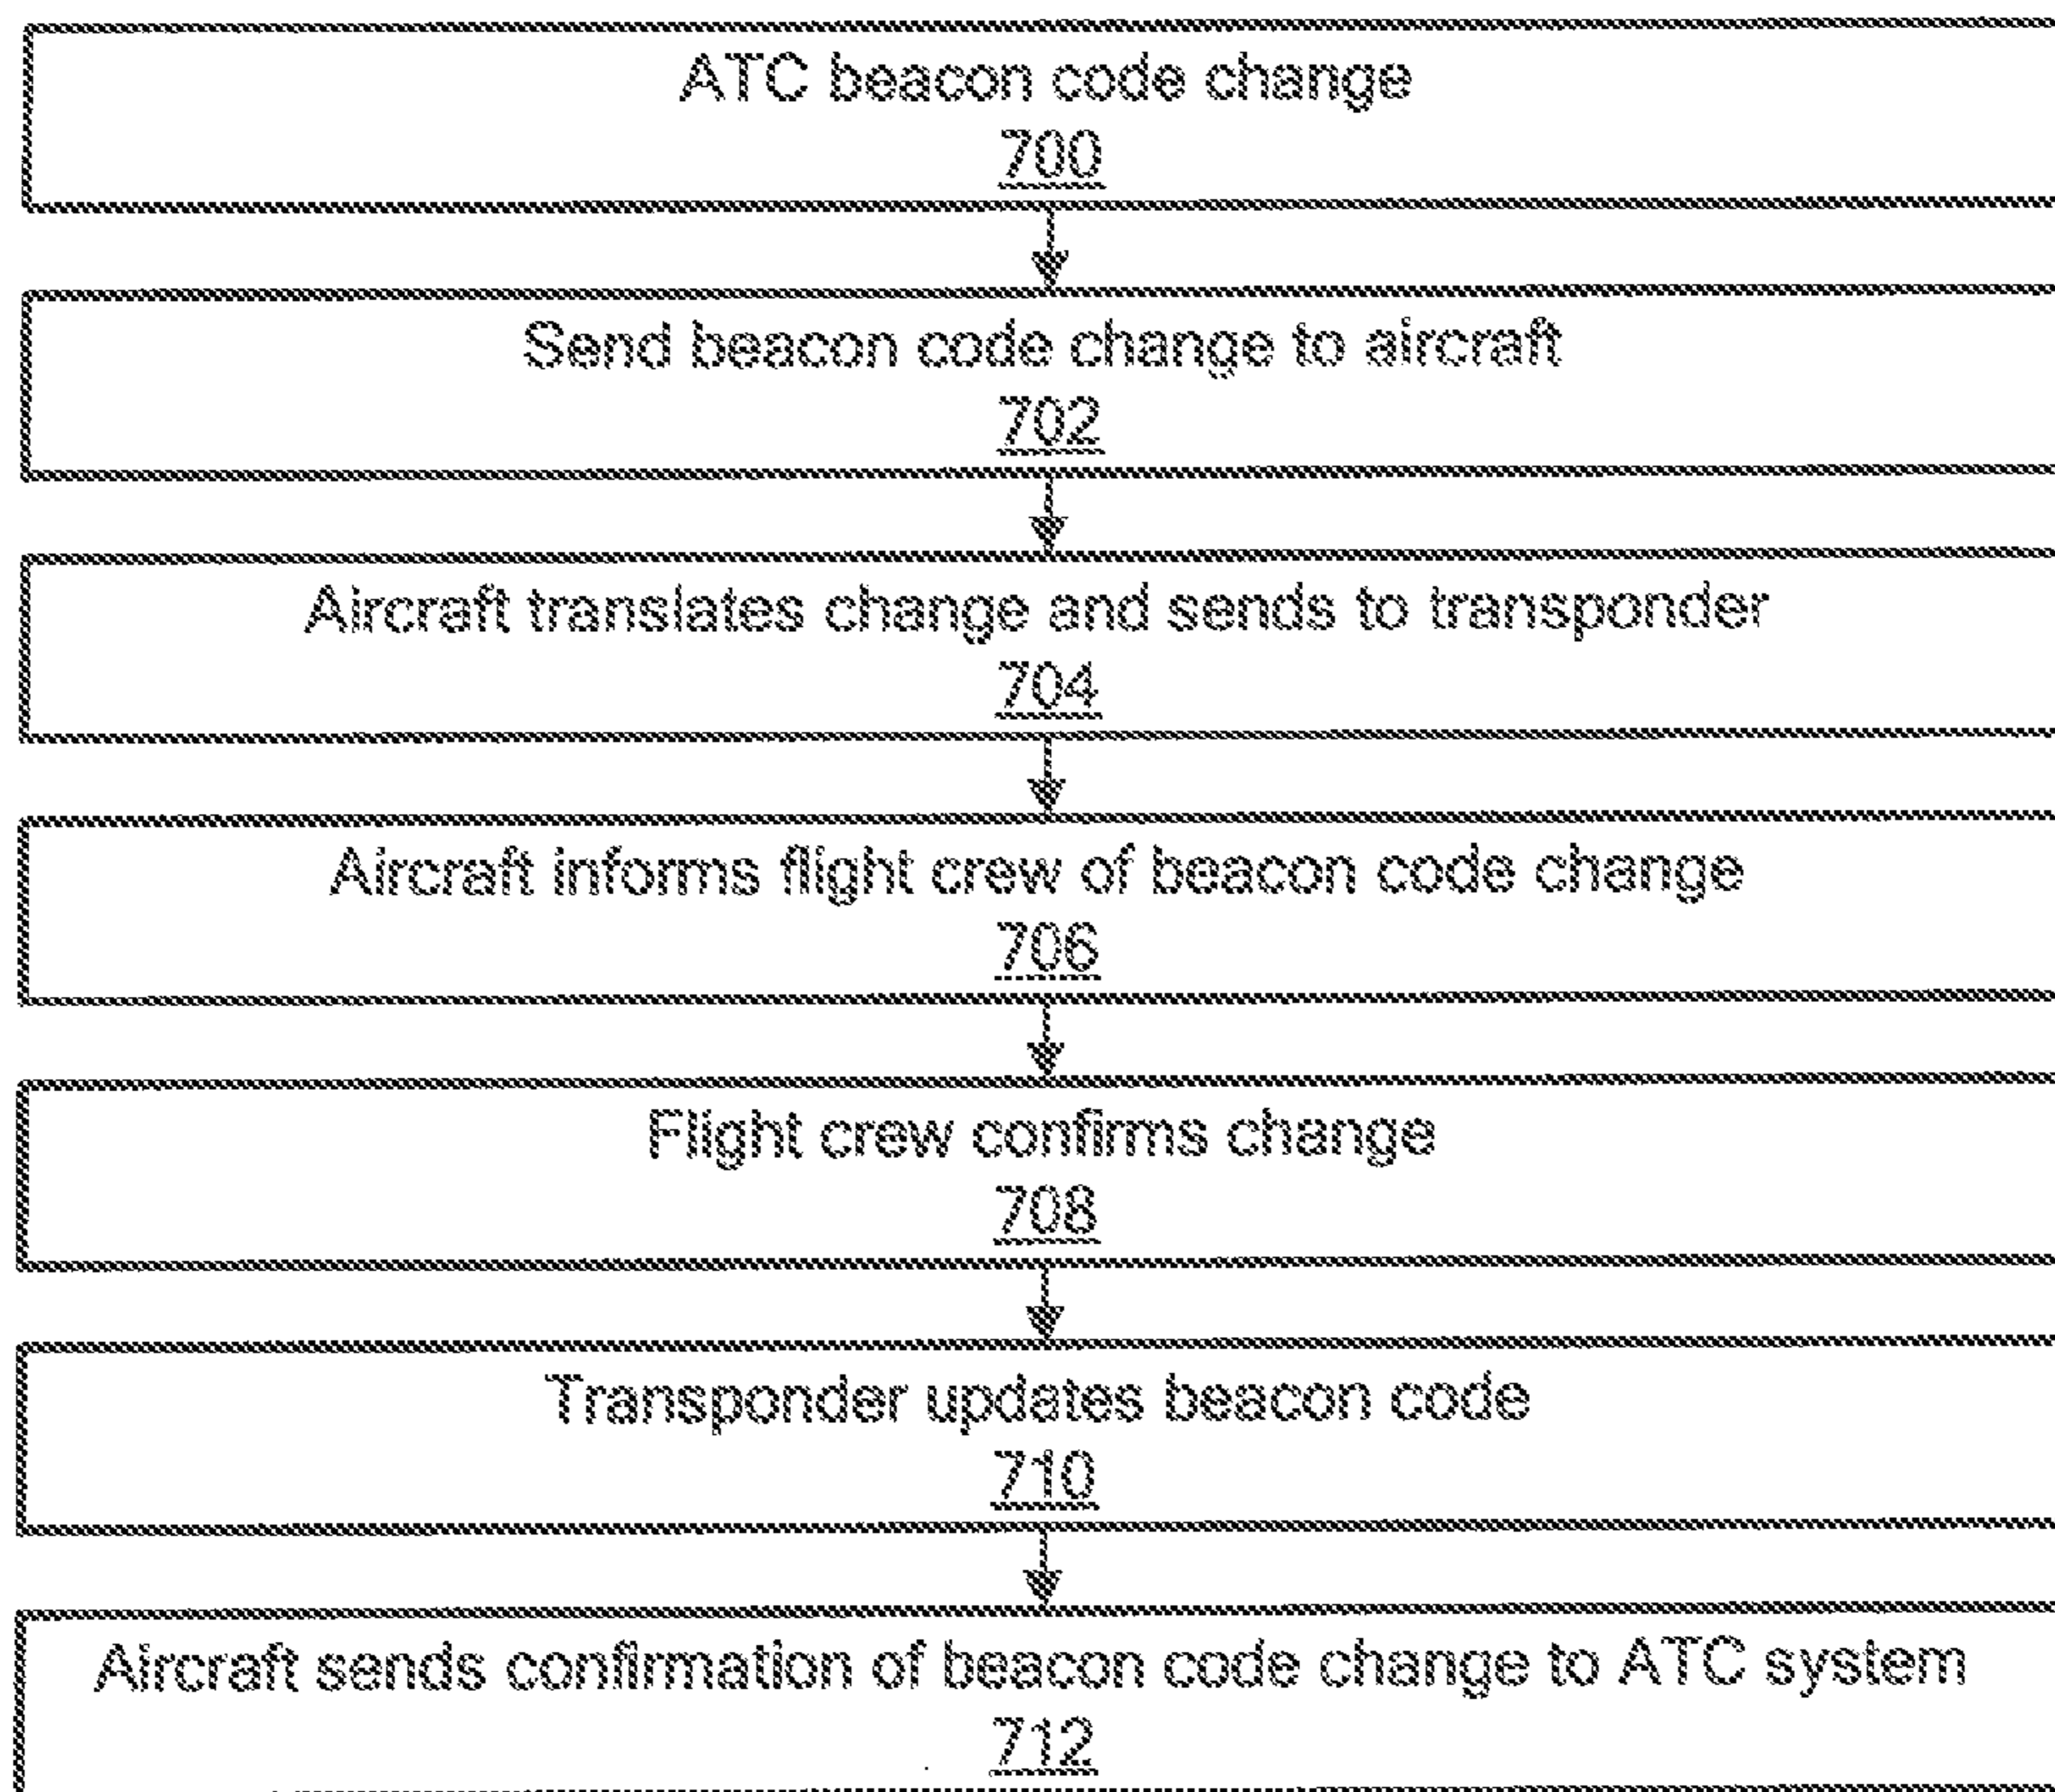 ATC beacon code change
700
Send beacon code change to aircraft
702
Aircraft translates change and sends to transponder
704
Aircraft informs flight crew of beacon code change
706
Flight crew confirms change
708
Transponder updates beacon code
710
Aircraft sends confirmation of beacon code change to ATC system
712